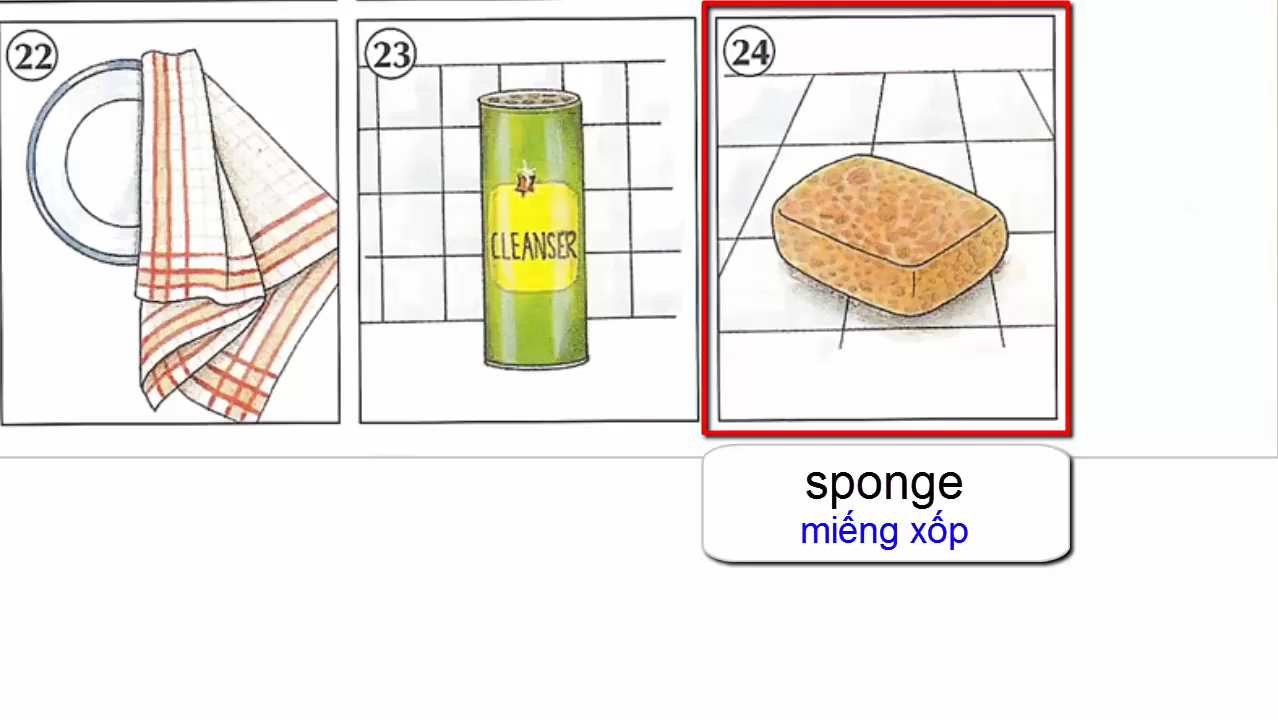 22
23
24
CLEANSER
sponge
miếng xốp